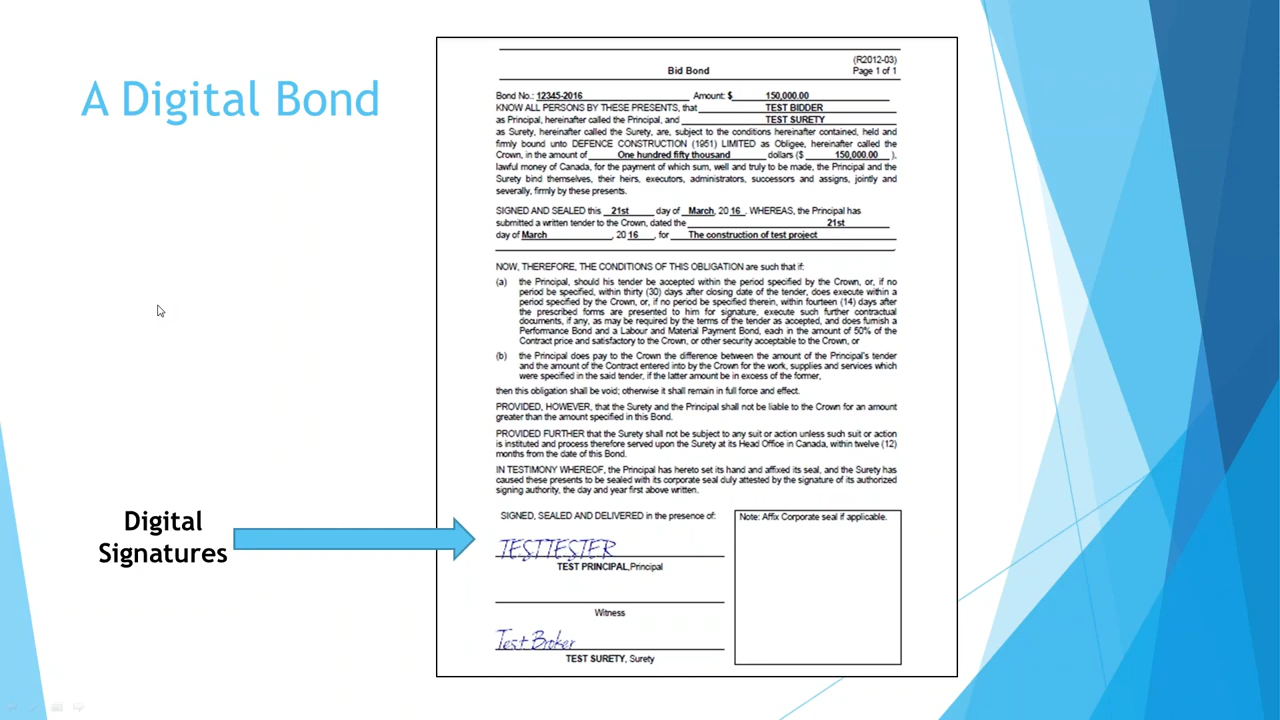 A Digital Bond
(R2012-03)
Bid Bond Page 1 of 1
Bond No.: 12345-2016 Amount: $ 150,000.00
KNOW ALL PERSONS BY THESE PRESENTS, that TEST BIDDER
as Principal, hereinafter called the Principal, and TEST SURETY
as Surety, hereinafter called the Surety, are, subject to the conditions hereinafter contained, held and
firmly bound unto DEFENCE CONSTRUCTION (1951) LIMITED as Obligee, hereinafter called the
Crown, in the amount of One hundred fifty thousand dollars ($ 150,000.00 ),
lawful money of Canada, for the payment of which sum, well and truly to be made, the Principal and the
Surety bind themselves, their heirs, executors, administrators, successors and assigns, jointly and
severally, firmly by these presents.
SIGNED AND SEALED this 21st day of March, 20 16. WHEREAS, the Principal has
submitted a written tender to the Crown, dated the 21st
day of March , 20 16 , for The construction of test project
NOW, THEREFORE, THE CONDITIONS OF THIS OBLIGATION are such that if:
(a) the Principal, should his tender be accepted within the period specified by the Crown, or, if no
period be specified, within thirty (30) days after closing date of the tender, does execute within a
period specified by the Crown, or, if no period be specified therein, within fourteen (14) days after
the prescribed forms are presented to him for signature, execute such further contractual
documents, if any, as may be required by the terms of the tender as accepted, and does furnish a
Performance Bond and a Labour and Material Payment Bond, each in the amount of 50% of the
Contract price and satisfactory to the Crown, or other security acceptable to the Crown, or
(b) the Principal does pay to the Crown the difference between the amount of the Principal's tender
and the amount of the Contract entered into by the Crown for the work, supplies and services which
were specified in the said tender, if the latter amount be in excess of the former,
then this obligation shall be void; otherwise it shall remain in full force and effect.
PROVIDED, HOWEVER, that the Surety and the Principal shall not be liable to the Crown for an amount
greater than the amount specified in this Bond.
PROVIDED FURTHER that the Surety shall not be subject to any suit or action unless such suit or action
is instituted and process therefore served upon the Surety at its Head Office in Canada, within twelve (12)
months from the date of this Bond.
IN TESTIMONY WHEREOF, the Principal has hereto set its hand and affixed its seal, and the Surety has
caused these presents to be sealed with its corporate seal duly attested by the signature of its authorized
signing authority, the day and year first above written.
SIGNED, SEALED AND DELIVERED in the presence of:
Note: Affix Corporate seal if applicable.
Digital
Signatures
TESTTESTER
TEST PRINCIPAL,Principal
Witness
Test Broker
TEST SURETY, Surety